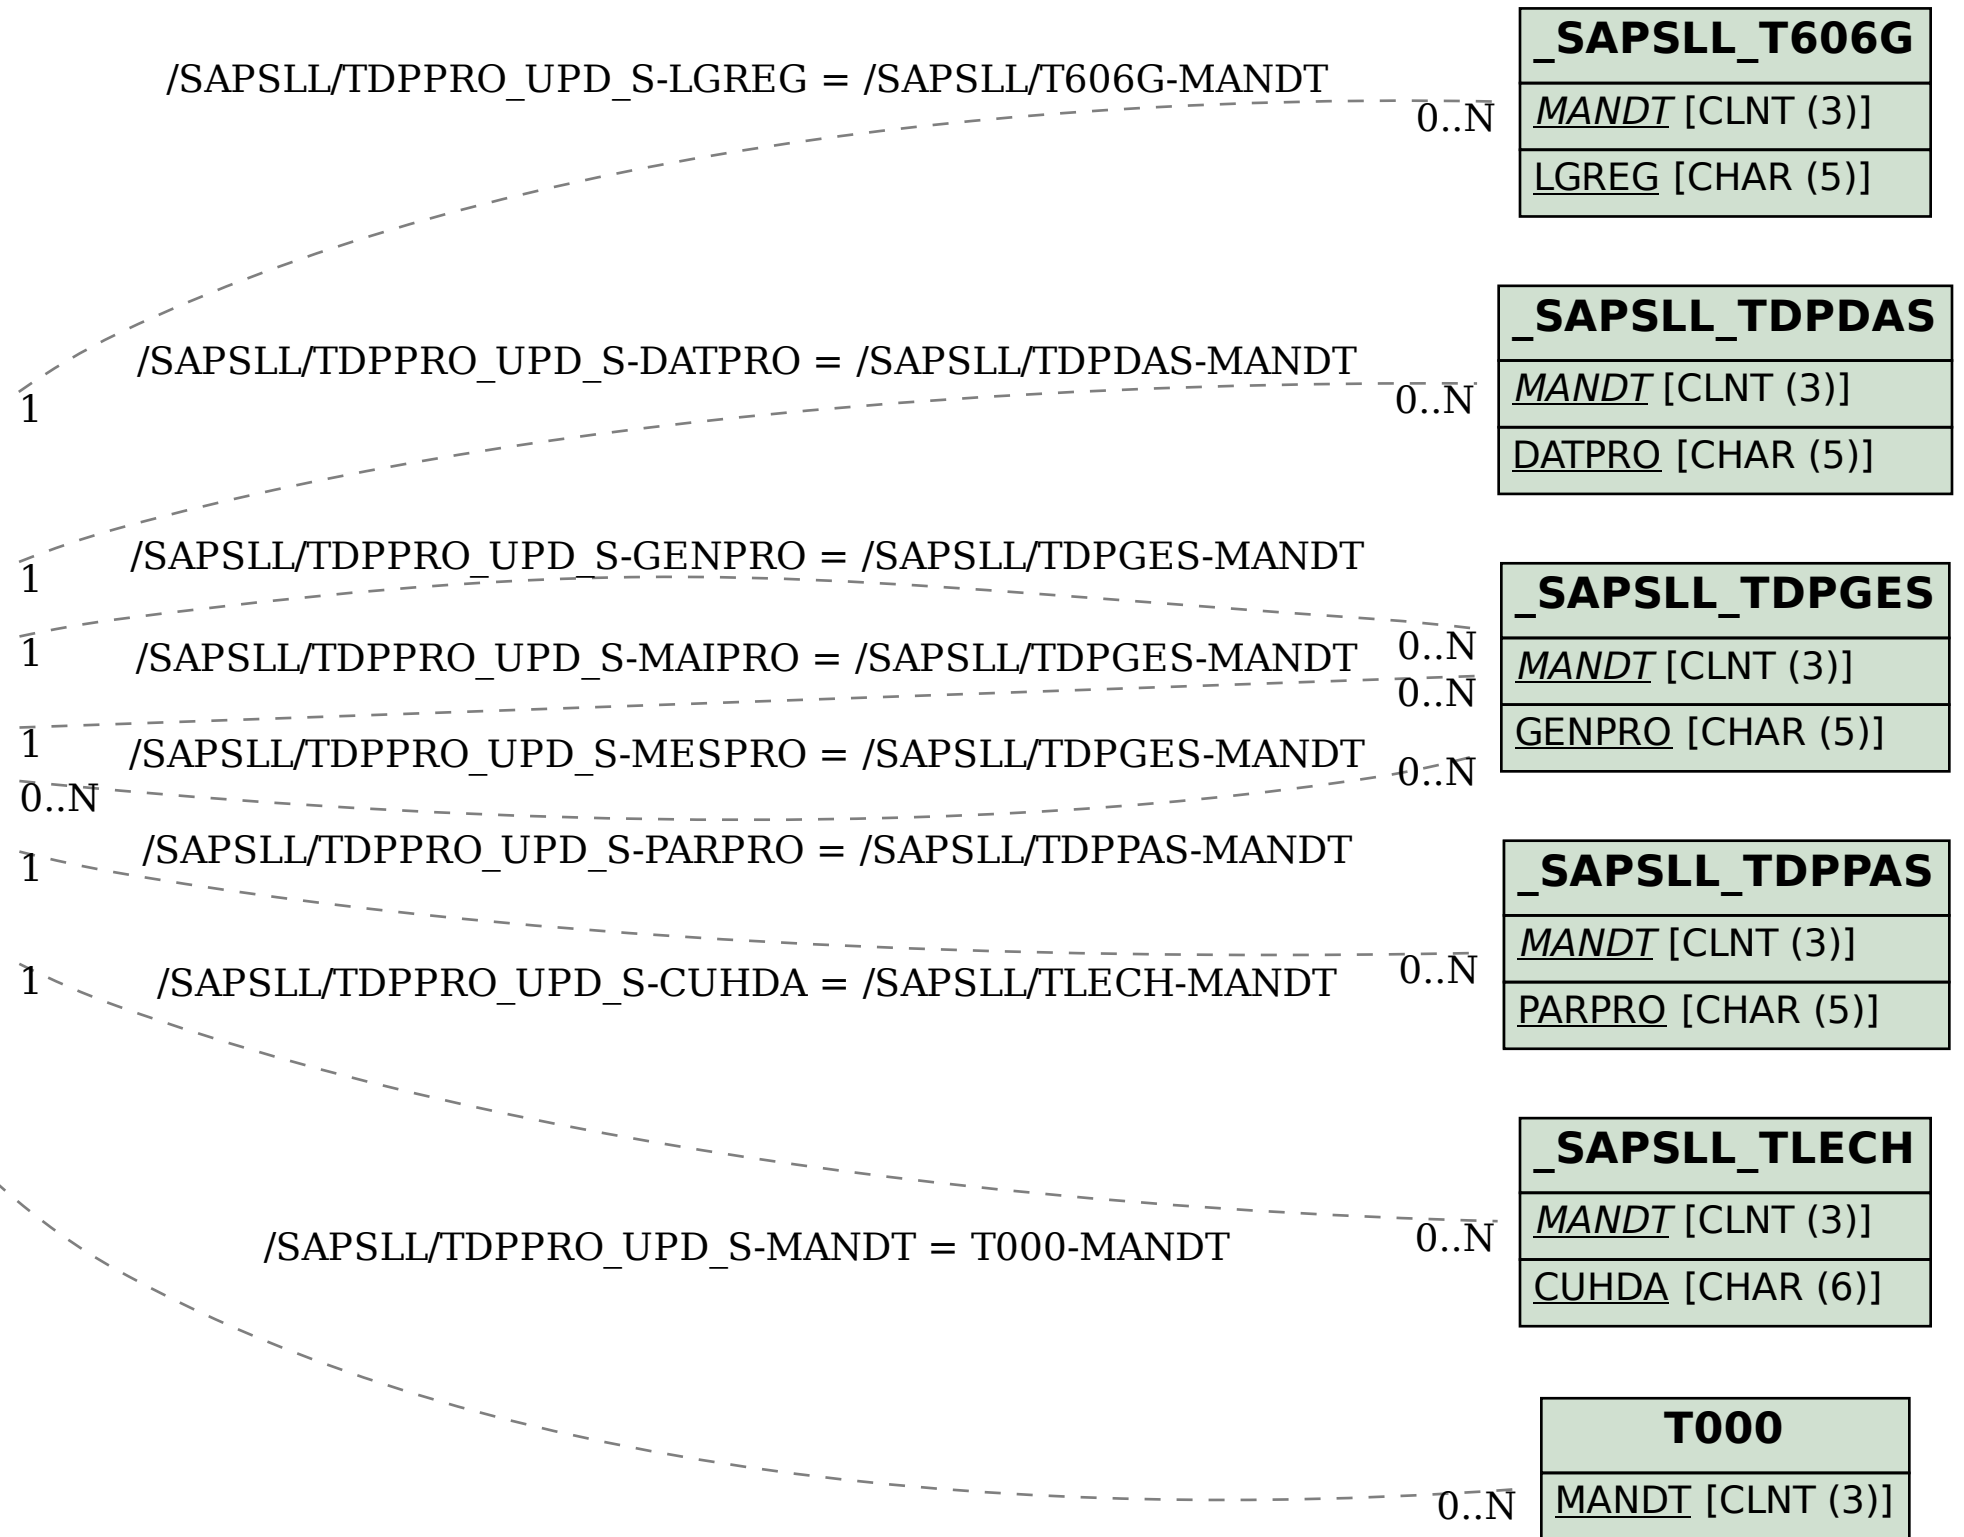 _SAPSLL_T606G
/SAPSLL/TDPPRO_UPD_S-LGREG = /SAPSLL/T606G-MANDT
0..N
MANDT [CLNT (3)]
LGREG [CHAR (5)]
_SAPSLL_TDPDAS
/SAPSLL/TDPPRO_UPD_S-DATPRO = /SAPSLL/TDPDAS-MANDT
1
0..N
MANDT [CLNT (3)]
DATPRO [CHAR (5)]
/SAPSLL/TDPPRO_UPD_S-GENPRO = /SAPSLL/TDPGES-MANDT
1
_SAPSLL_TDPGES
1
0..N
/SAPSLL/TDPPRO_UPD_S-MAIPRO = /SAPSLL/TDPGES-MANDT
MANDT [CLNT (3)]
0..N
1
GENPRO [CHAR (5)]
/SAPSLL/TDPPRO_UPD_S-MESPRO = /SAPSLL/TDPGES-MANDT
0..N
0..N
/SAPSLL/TDPPRO_UPD_S-PARPRO = /SAPSLL/TDPPAS-MANDT
1
_SAPSLL_TDPPAS
MANDT [CLNT (3)]
0..N
1
/SAPSLL/TDPPRO_UPD_S-CUHDA = /SAPSLL/TLECH-MANDT
PARPRO [CHAR (5)]
_SAPSLL_TLECH
MANDT [CLNT (3)]
0..N
/SAPSLL/TDPPRO_UPD_S-MANDT = T000-MANDT
CUHDA [CHAR (6)]
T000
0..N
MANDT [CLNT (3)]